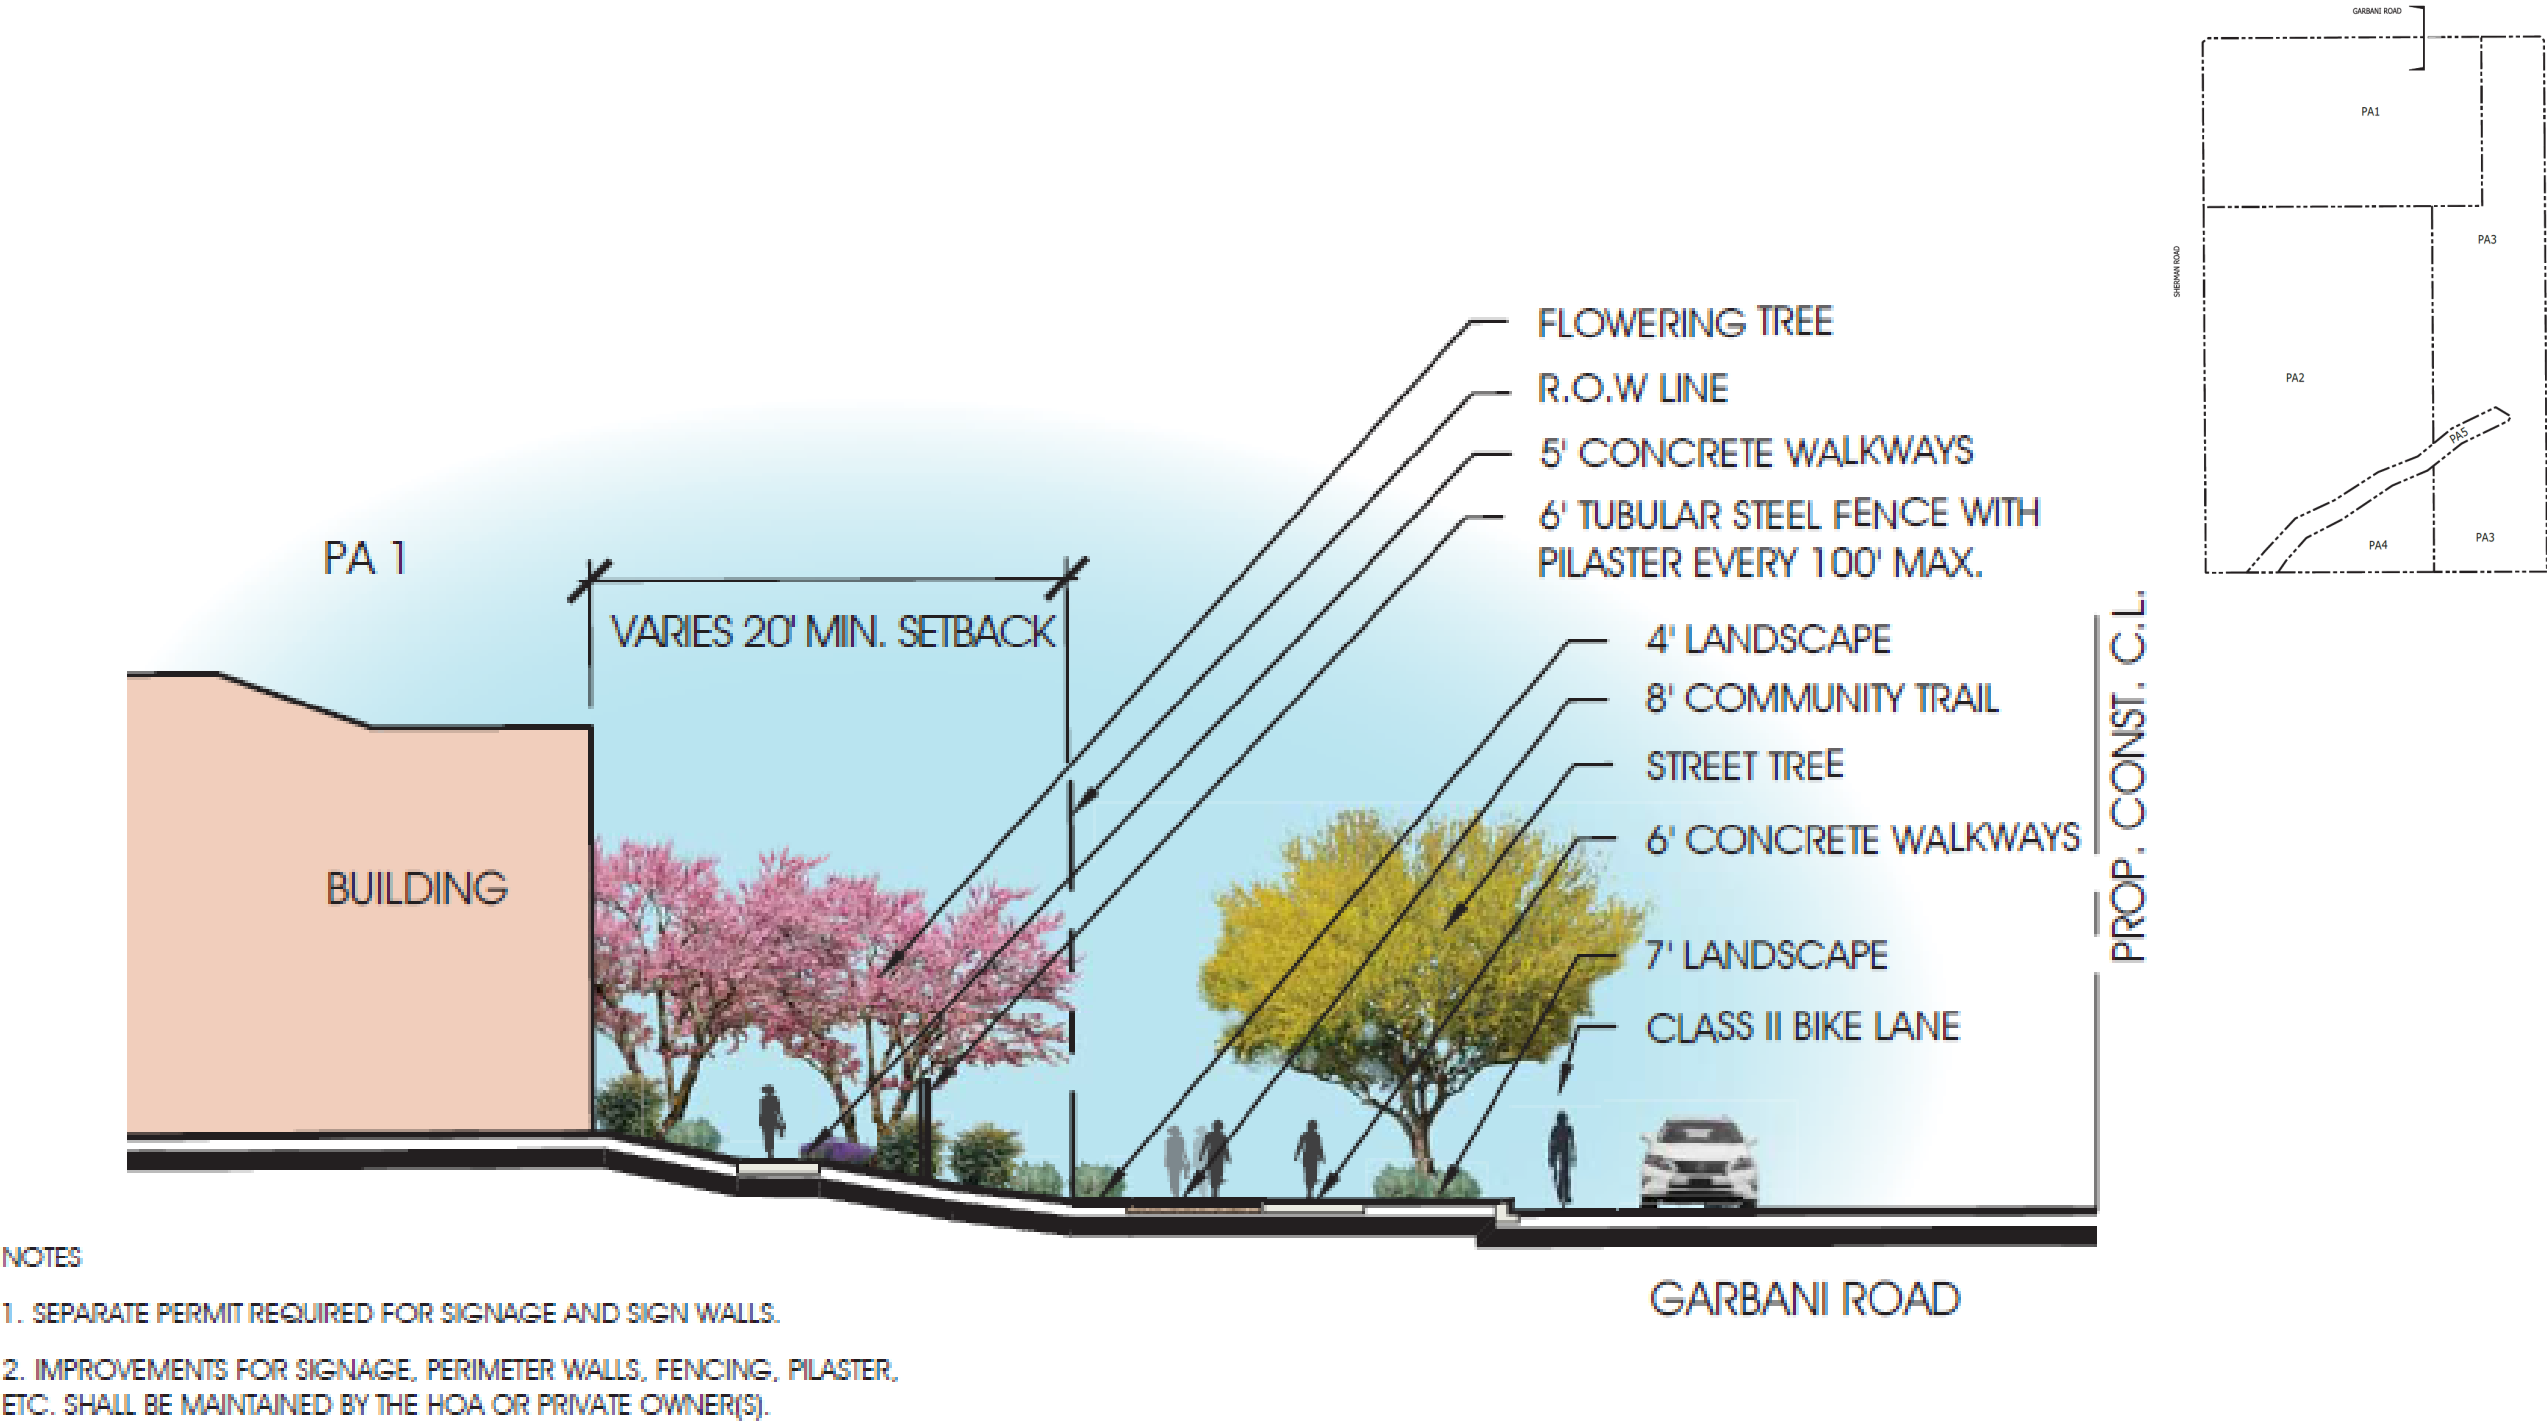 GARBANI ROAD
PA1
SHERMAN ROAD
PA3
PA2
PA5
PA4
PA3
FLOWERING TREE
R.O.W LINE
5' CONCRETE WALKWAYS
6' TUBULAR STEEL FENCE WITH
PILASTER EVERY 100' MAX.
PA 1
VARIES 20' MIN. SETBACK
4' LANDSCAPE
8' COMMUNITY TRAIL
STREET TREE
6' CONCRETE WALKWAYS
7' LANDSCAPE
CLASS II BIKE LANE
PROP. CONST. C.L.
BUILDING
GARBANI ROAD
NOTES
1. SEPARATE PERMIT REQUIRED FOR SIGNAGE AND SIGN WALLS.
2. IMPROVEMENTS FOR SIGNAGE, PERIMETER WALLS, FENCING, PILASTER,
ETC. SHALL BE MAINTAINED BY THE HOA OR PRIVATE OWNER(S).